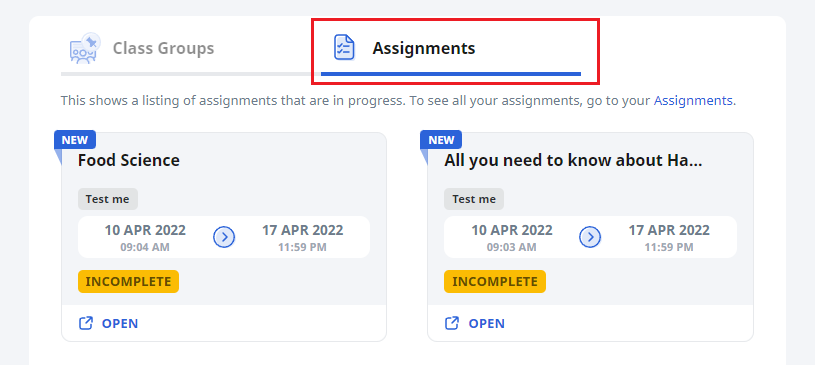 Class Groups
Assignments
This shows a listing of assignments that are in progress. To see all your assignments, go to your Assignments.
NEW
Food Science
Test me
10 APR 2022
09:04 AM
17 APR 2022
11:59 PM
INCOMPLETE
OPEN
NEW
All you need to know about Ha...
Test me
10 APR 2022
09:03 AM
17 APR 2022
11:59 PM
INCOMPLETE
OPEN